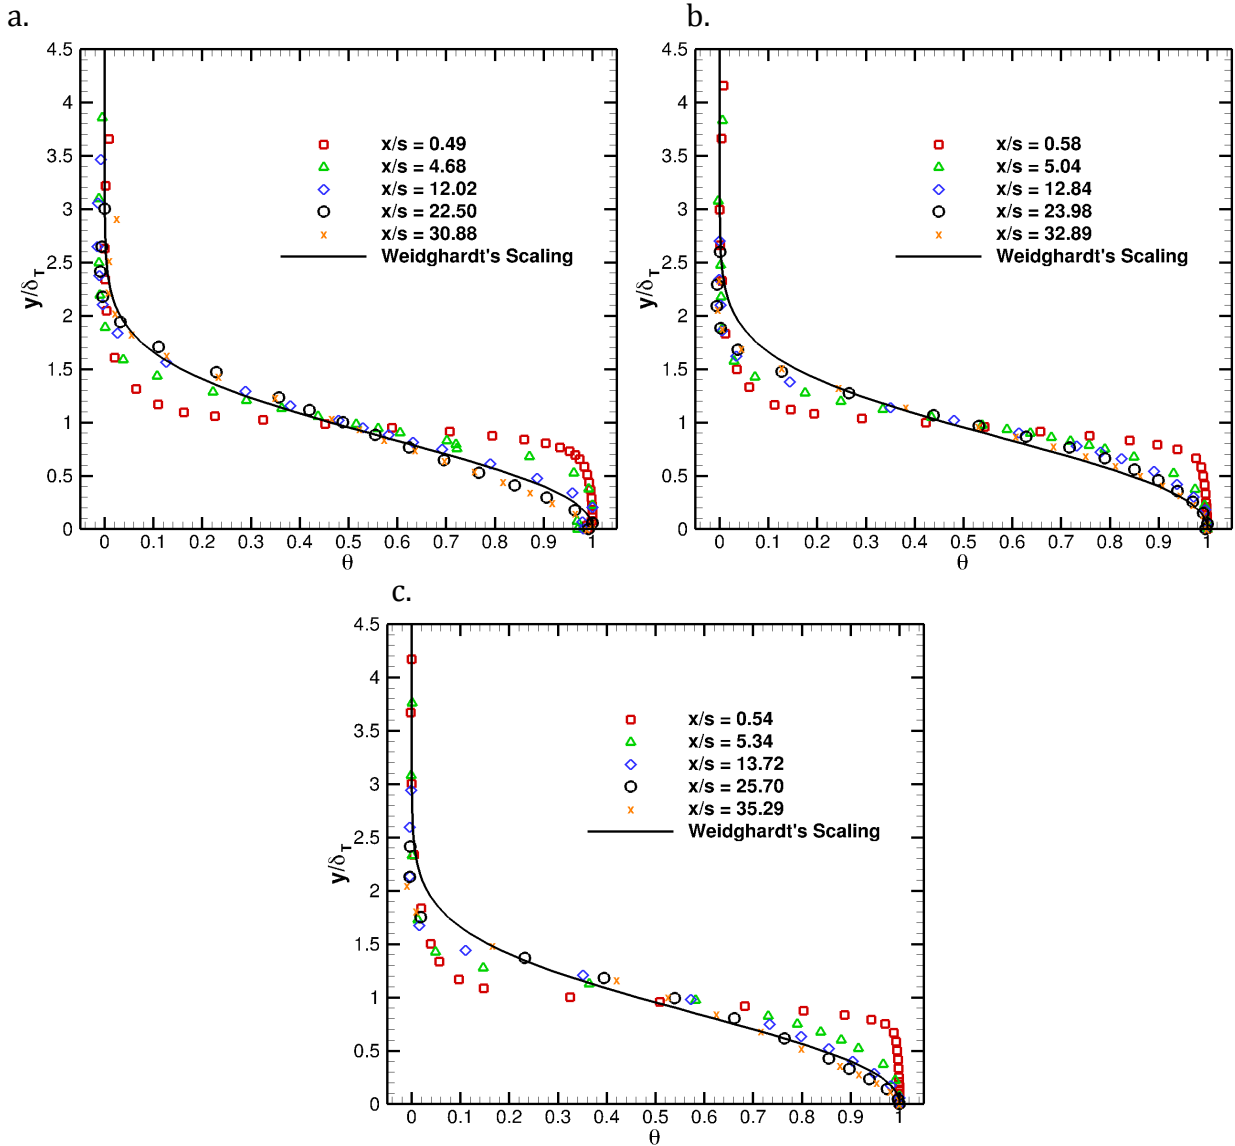 a.
4.5
4
3.5
3
2.5
2
1.5
1
0.5
0
y/δT
x/s = 0.49
x/s = 4.68
x/s = 12.02
x/s = 22.50
x/s = 30.88
Weidghardt's Scaling
0 0.1 0.2 0.3 0.4 0.5 0.6 0.7 0.8 0.9 1
θ
b.
4.5
4
3.5
3
2.5
2
1.5
1
0.5
0
y/δT
x/s = 0.58
x/s = 5.04
x/s = 12.84
x/s = 23.98
x/s = 32.89
Weidghardt's Scaling
0 0.1 0.2 0.3 0.4 0.5 0.6 0.7 0.8 0.9 1
θ
c.
4.5
4
3.5
3
2.5
2
1.5
1
0.5
0
y/δT
x/s = 0.54
x/s = 5.34
x/s = 13.72
x/s = 25.70
x/s = 35.29
Weidghardt's Scaling
0 0.1 0.2 0.3 0.4 0.5 0.6 0.7 0.8 0.9 1
θ